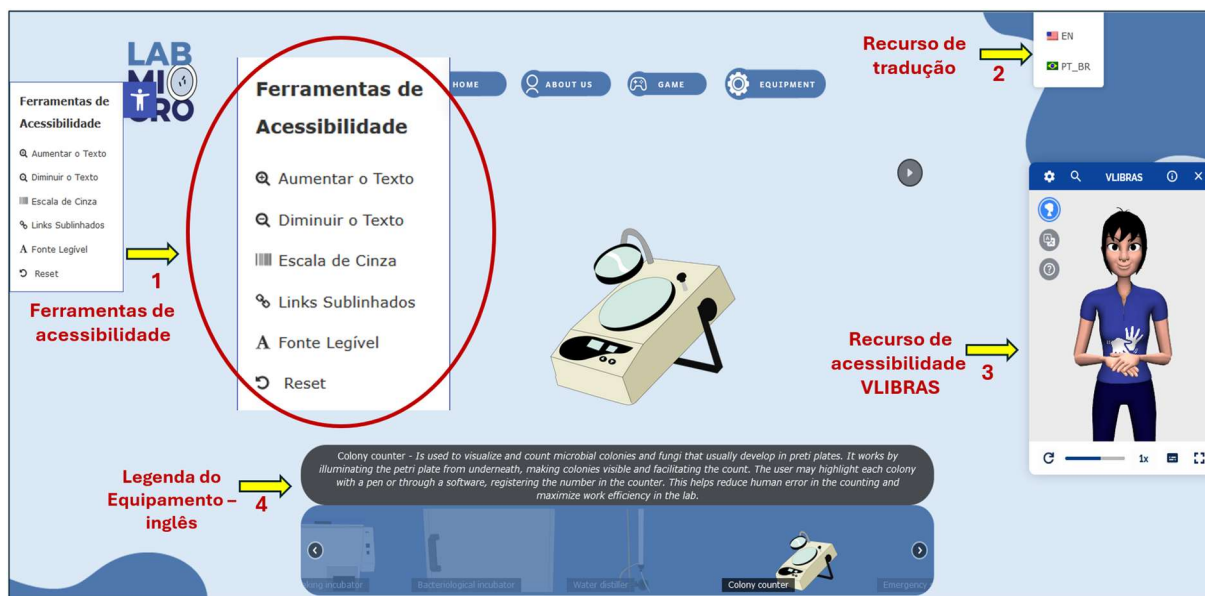 LAB
MI
CRO
HOME
ABOUT US
GAME
EQUIPMENT
Recurso de
tradução
2
EN
PT_BR
Ferramentas de
Acessibilidade
Aumentar o Texto
Diminuir o Texto
Escala de Cinza
Links Sublinhados
Fonte Legível
Reset
1
Ferramentas de
acessibilidade
Ferramentas de
Acessibilidade
Aumentar o Texto
Diminuir o Texto
Escala de Cinza
Links Sublinhados
Fonte Legível
Reset
VLIBRAS
Recurso de
acessibilidade
VLIBRAS
3
1x
Legenda do
Equipamento –
inglês
4
Colony counter - Is used to visualize and count microbial colonies and fungi that usually develop in preti plates. It works by
illuminating the petri plate from underneath, making colonies visible and facilitating the count. The user may highlight each colony
with a pen or through a software, registering the number in the counter. This helps reduce human error in the counting and
maximize work efficiency in the lab.
incubator
Bacteriological incubator
Water distiller
Colony counter
Emergency